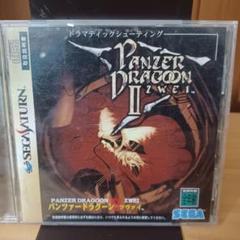 ドラマティックシューティング
PANZER
DRAGOON
II
ZWEI
SEGA SATURN
PANZER DRAGOON ZWEI
パンツァードラグーン ツヴァイ
SEGA